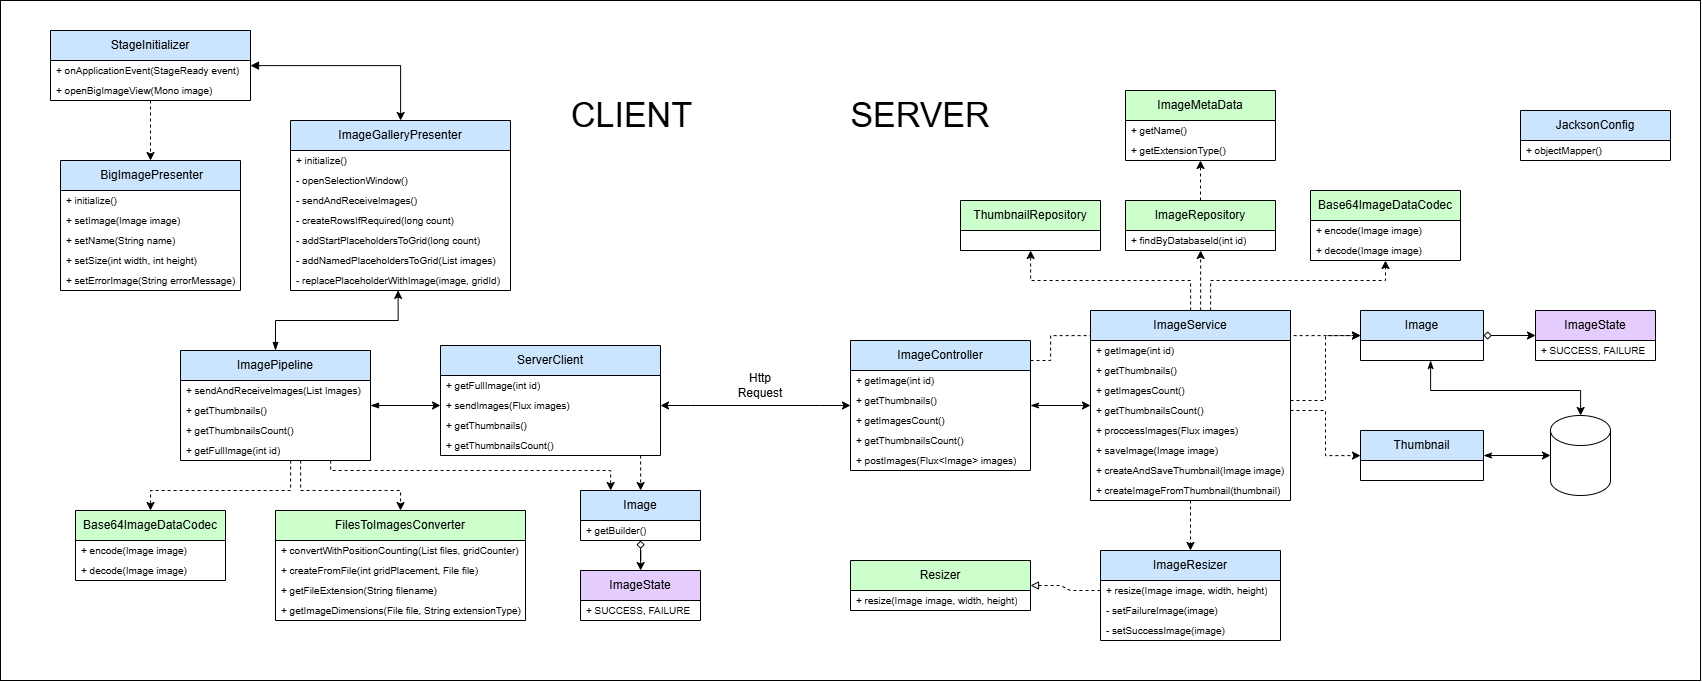 CLIENT
SERVER
StageInitializer
+ onApplicationEvent(StageReady event)
+ openBigImageView(Mono image)
BigImagePresenter
+ initialize()
+ setImage(Image image)
+ setName(String name)
+ setSize(int width, int height)
+ setErrorImage(String errorMessage)
ImageGalleryPresenter
+ initialize()
- openSelectionWindow()
- sendAndReceiveImages()
- createRowsIfRequired(long count)
- addStartPlaceholdersToGrid(long count)
- addNamedPlaceholdersToGrid(List images)
- replacePlaceholderWithImage(image, gridId)
ImagePipeline
+ sendAndReceiveImages(List Images)
+ getThumbnails()
+ getThumbnailsCount()
+ getFullImage(int id)
ServerClient
+ getFullImage(int id)
+ sendImages(Flux images)
+ getThumbnails()
+ getThumbnailsCount()
Http
Request
Base64ImageDataCodec
+ encode(Image image)
+ decode(Image image)
FilesToImagesConverter
+ convertWithPositionCounting(List files, gridCounter)
+ createFromFile(int gridPlacement, File file)
+ getFileExtension(String filename)
+ getImageDimensions(File file, String extensionType)
Image
+ getBuilder()
ImageState
+ SUCCESS, FAILURE
ImageMetaData
+ getName()
+ getExtensionType()
JacksonConfig
+ objectMapper()
ThumbnailRepository
ImageRepository
+ findByDatabaseId(int id)
Base64ImageDataCodec
+ encode(Image image)
+ decode(Image image)
ImageController
+ getImage(int id)
+ getThumbnails()
+ getImagesCount()
+ getThumbnailsCount()
+ postImages(Flux<Image> images)
ImageService
+ getImage(int id)
+ getThumbnails()
+ getImagesCount()
+ getThumbnailsCount()
+ proccessImages(Flux images)
+ saveImage(Image image)
+ createAndSaveThumbnail(Image image)
+ createImageFromThumbnail(thumbnail)
Image
ImageState
+ SUCCESS, FAILURE
Thumbnail
Resizer
+ resize(Image image, width, height)
ImageResizer
+ resize(Image image, width, height)
- setFailureImage(image)
- setSuccessImage(image)